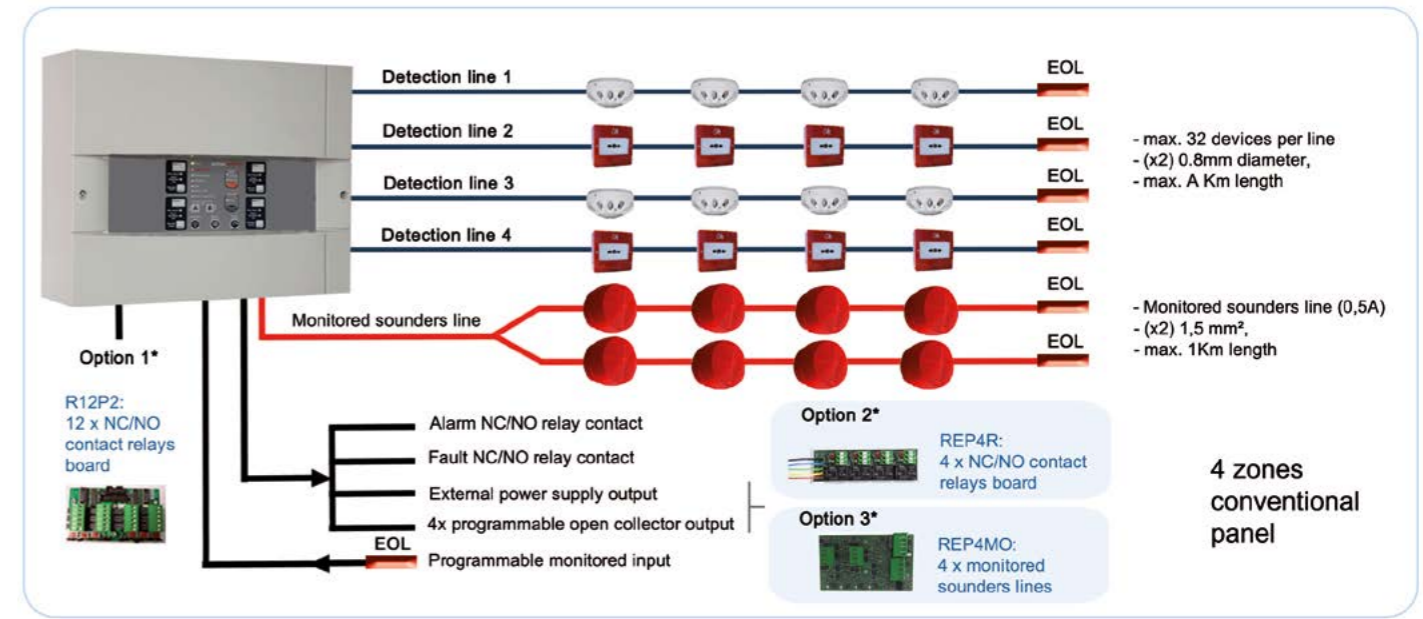 Detection line 1
EOL
Detection line 2
EOL
Detection line 3
EOL
Detection line 4
EOL
- max. 32 devices per line
- (x2) 0.8mm diameter,
- max. A Km length
Monitored sounders line
EOL
EOL
- Monitored sounders line (0,5A)
- (x2) 1,5 mm²,
- max. 1Km length
Option 1*
R12P2:
12 x NC/NO
contact relays
board
Alarm NC/NO relay contact
Fault NC/NO relay contact
External power supply output
4x programmable open collector output
EOL
Programmable monitored input
Option 2*
REP4R:
4 x NC/NO contact
relays board
Option 3*
REP4MO:
4 x monitored
sounders lines
4 zones
conventional
panel